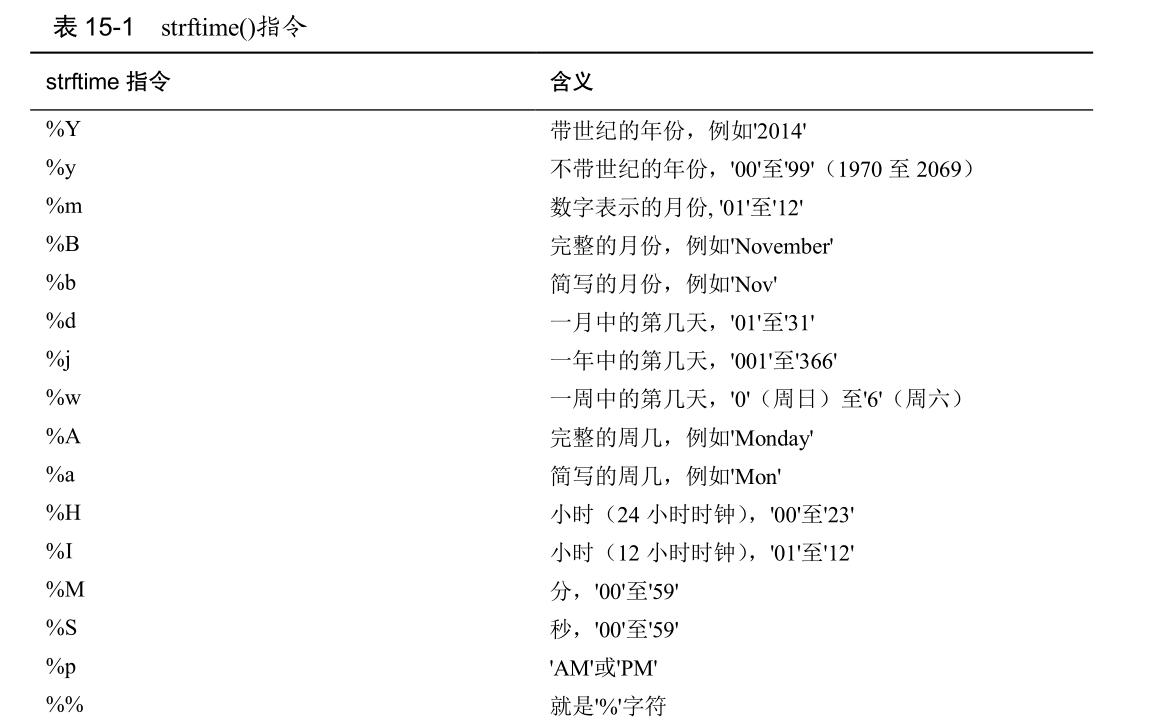 表 15-1 strftime()指令
strftime 指令 含义
%Y 带世纪的年份，例如'2014'
%y 不带世纪的年份，'00'至'99'（1970 至 2069）
%m 数字表示的月份, '01'至'12'
%B 完整的月份，例如'November'
%b 简写的月份，例如'Nov'
%d 一月中的第几天，'01'至'31'
%j 一年中的第几天，'001'至'366'
%w 一周中的第几天，'0'（周日）至'6'（周六）
%A 完整的周几，例如'Monday'
%a 简写的周几，例如'Mon'
%H 小时（24 小时时钟），'00'至'23'
%I 小时（12 小时时钟），'01'至'12'
%M 分，'00'至'59'
%S 秒，'00'至'59'
%p 'AM'或'PM'
%% 就是'%'字符